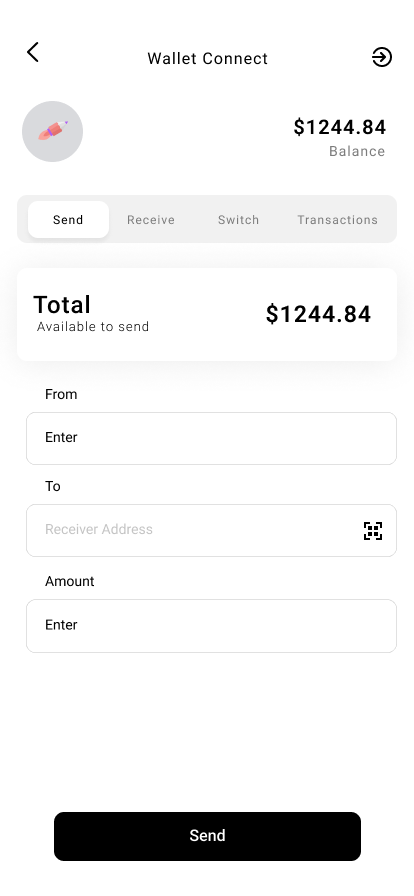 Wallet Connect
$1244.84
Balance
Send Receive Switch Transactions
Total
$1244.84
Available to send
From
Enter
To
Receiver Address
Amount
Enter
Send